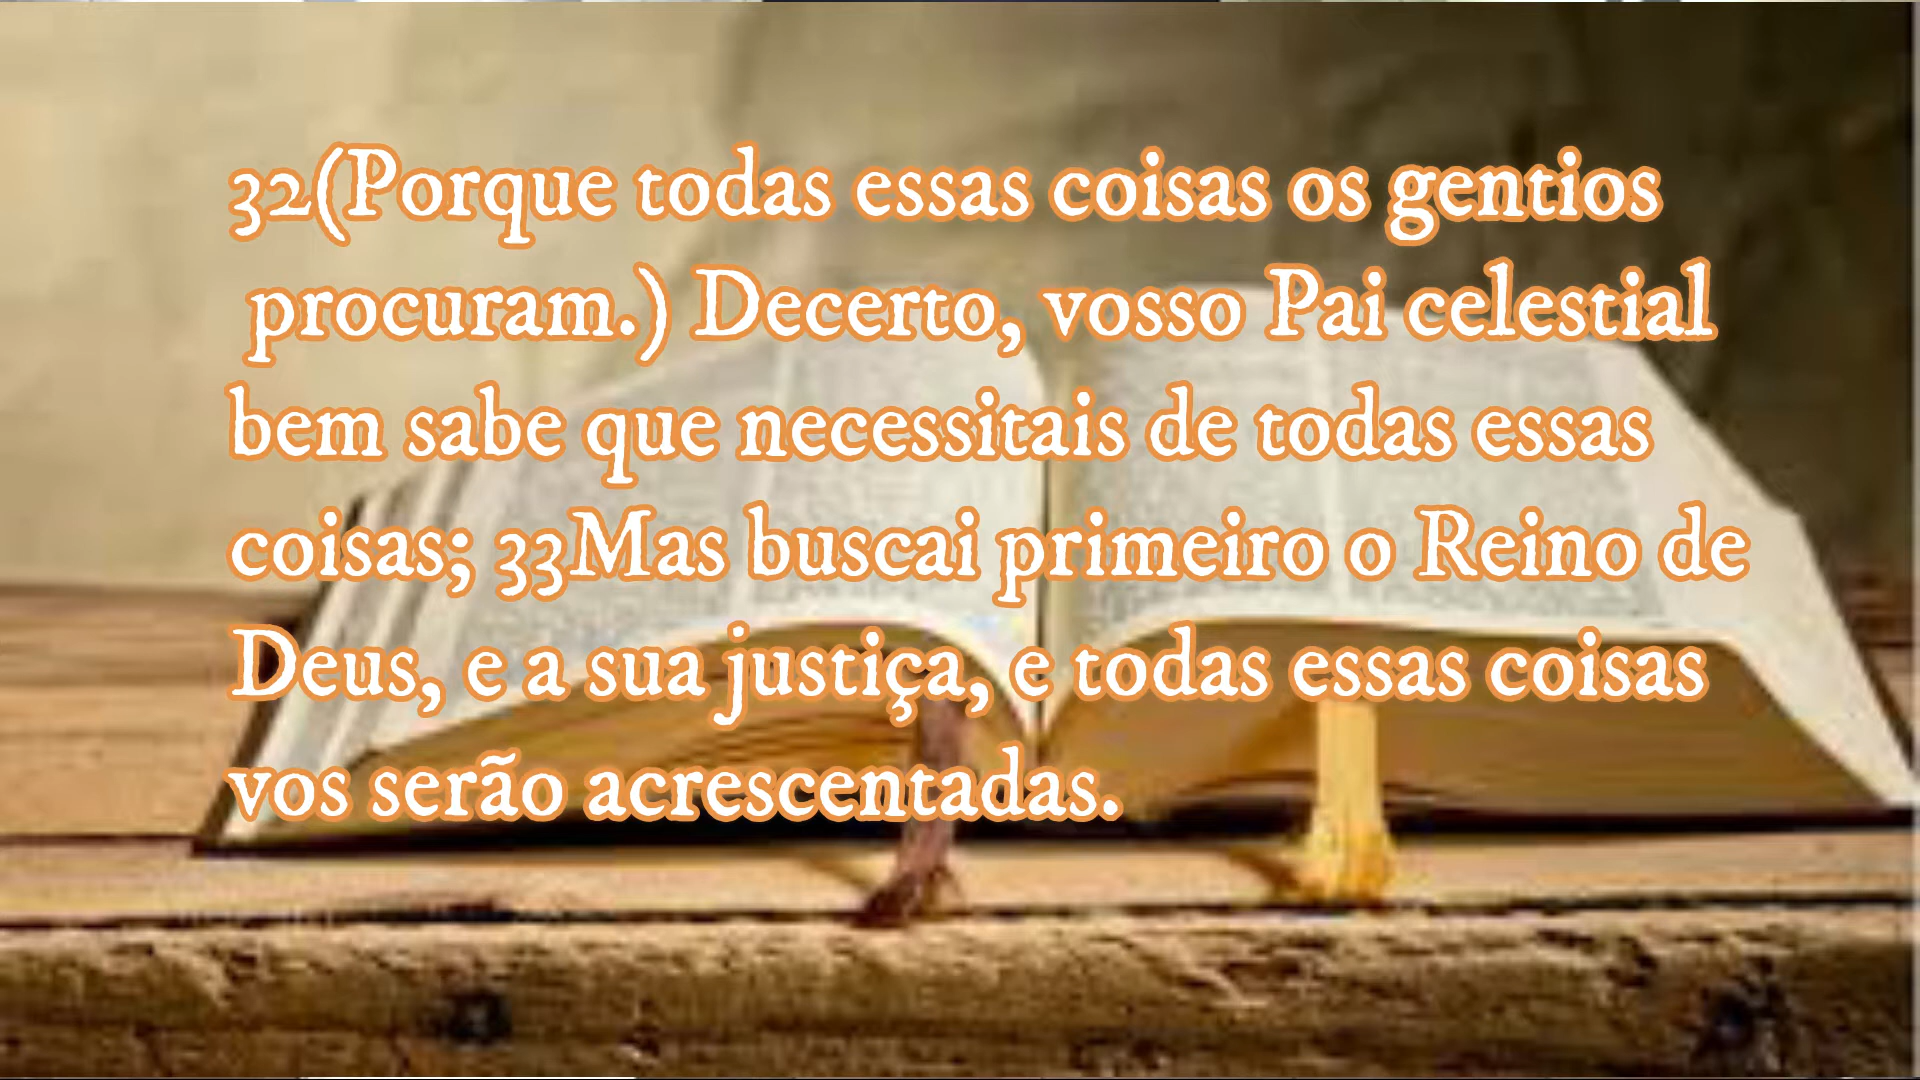 32(Porque todas essas coisas os gentios
procuram.) Decerto, vosso Pai celestial
bem sabe que necessitais de todas essas
coisas; 33Mas buscai primeiro o Reino de
Deus, e a sua justiça, e todas essas coisas
vos serão acrescentadas.